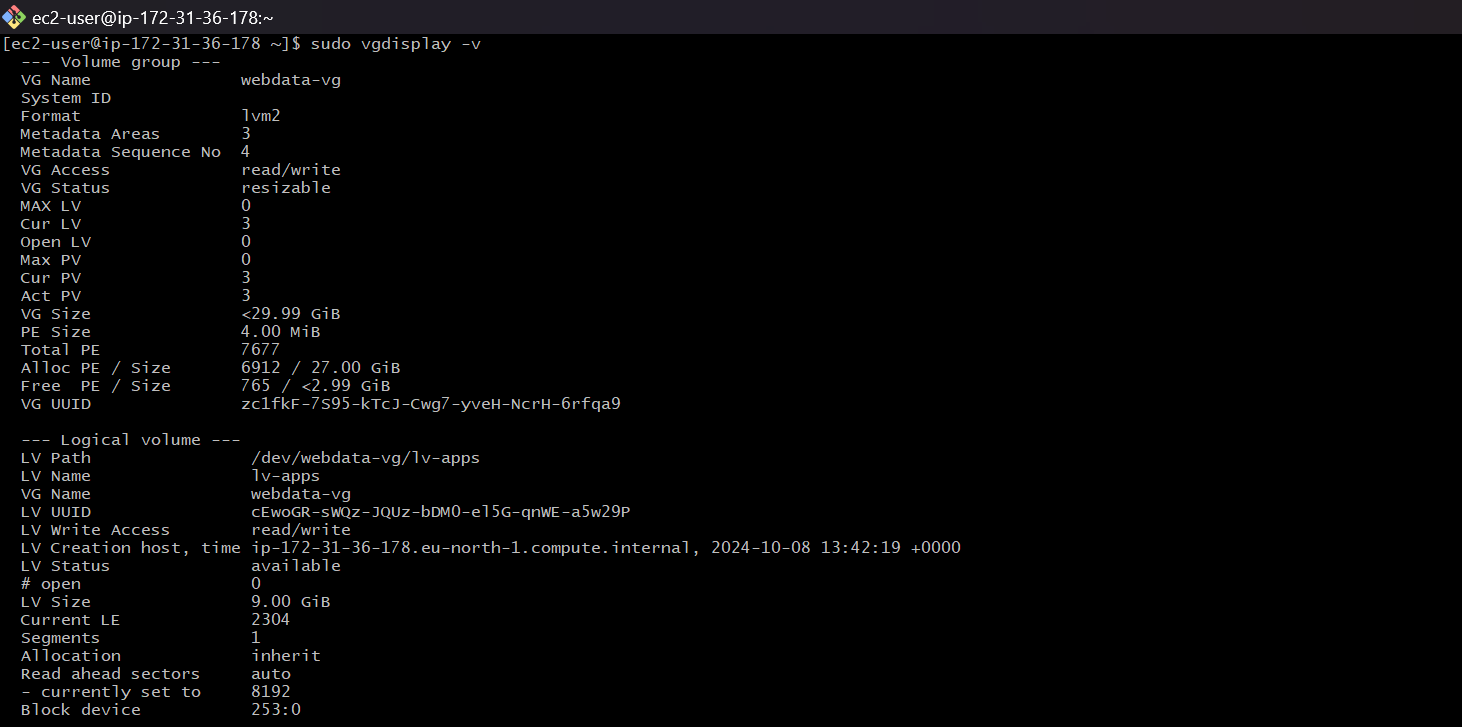 ec2-user@ip-172-31-36-178:~
[ec2-user@ip-172-31-36-178 ~]$ sudo vgdisplay -v
  --- Volume group ---
  VG Name               webdata-vg
  System ID
  Format                lvm2
  Metadata Areas        3
  Metadata Sequence No  4
  VG Access             read/write
  VG Status             resizable
  MAX LV                0
  Cur LV                3
  Open LV               0
  Max PV                0
  Cur PV                3
  Act PV                3
  VG Size               <29.99 GiB
  PE Size               4.00 MiB
  Total PE              7677
  Alloc PE / Size       6912 / 27.00 GiB
  Free  PE / Size       765 / <2.99 GiB
  VG UUID               zc1fkF-7S95-kTcJ-Cwg7-yveH-NcrH-6rfqa9

  --- Logical volume ---
  LV Path                /dev/webdata-vg/lv-apps
  LV Name                lv-apps
  VG Name                webdata-vg
  LV UUID                cEwoGR-sWQz-JQUz-bDM0-el5G-qnWE-a5w29P
  LV Write Access        read/write
  LV Creation host, time ip-172-31-36-178.eu-north-1.compute.internal, 2024-10-08 13:42:19 +0000
  LV Status              available
  # open                 0
  LV Size                9.00 GiB
  Current LE             2304
  Segments               1
  Allocation             inherit
  Read ahead sectors     auto
  - currently set to     8192
  Block device           253:0